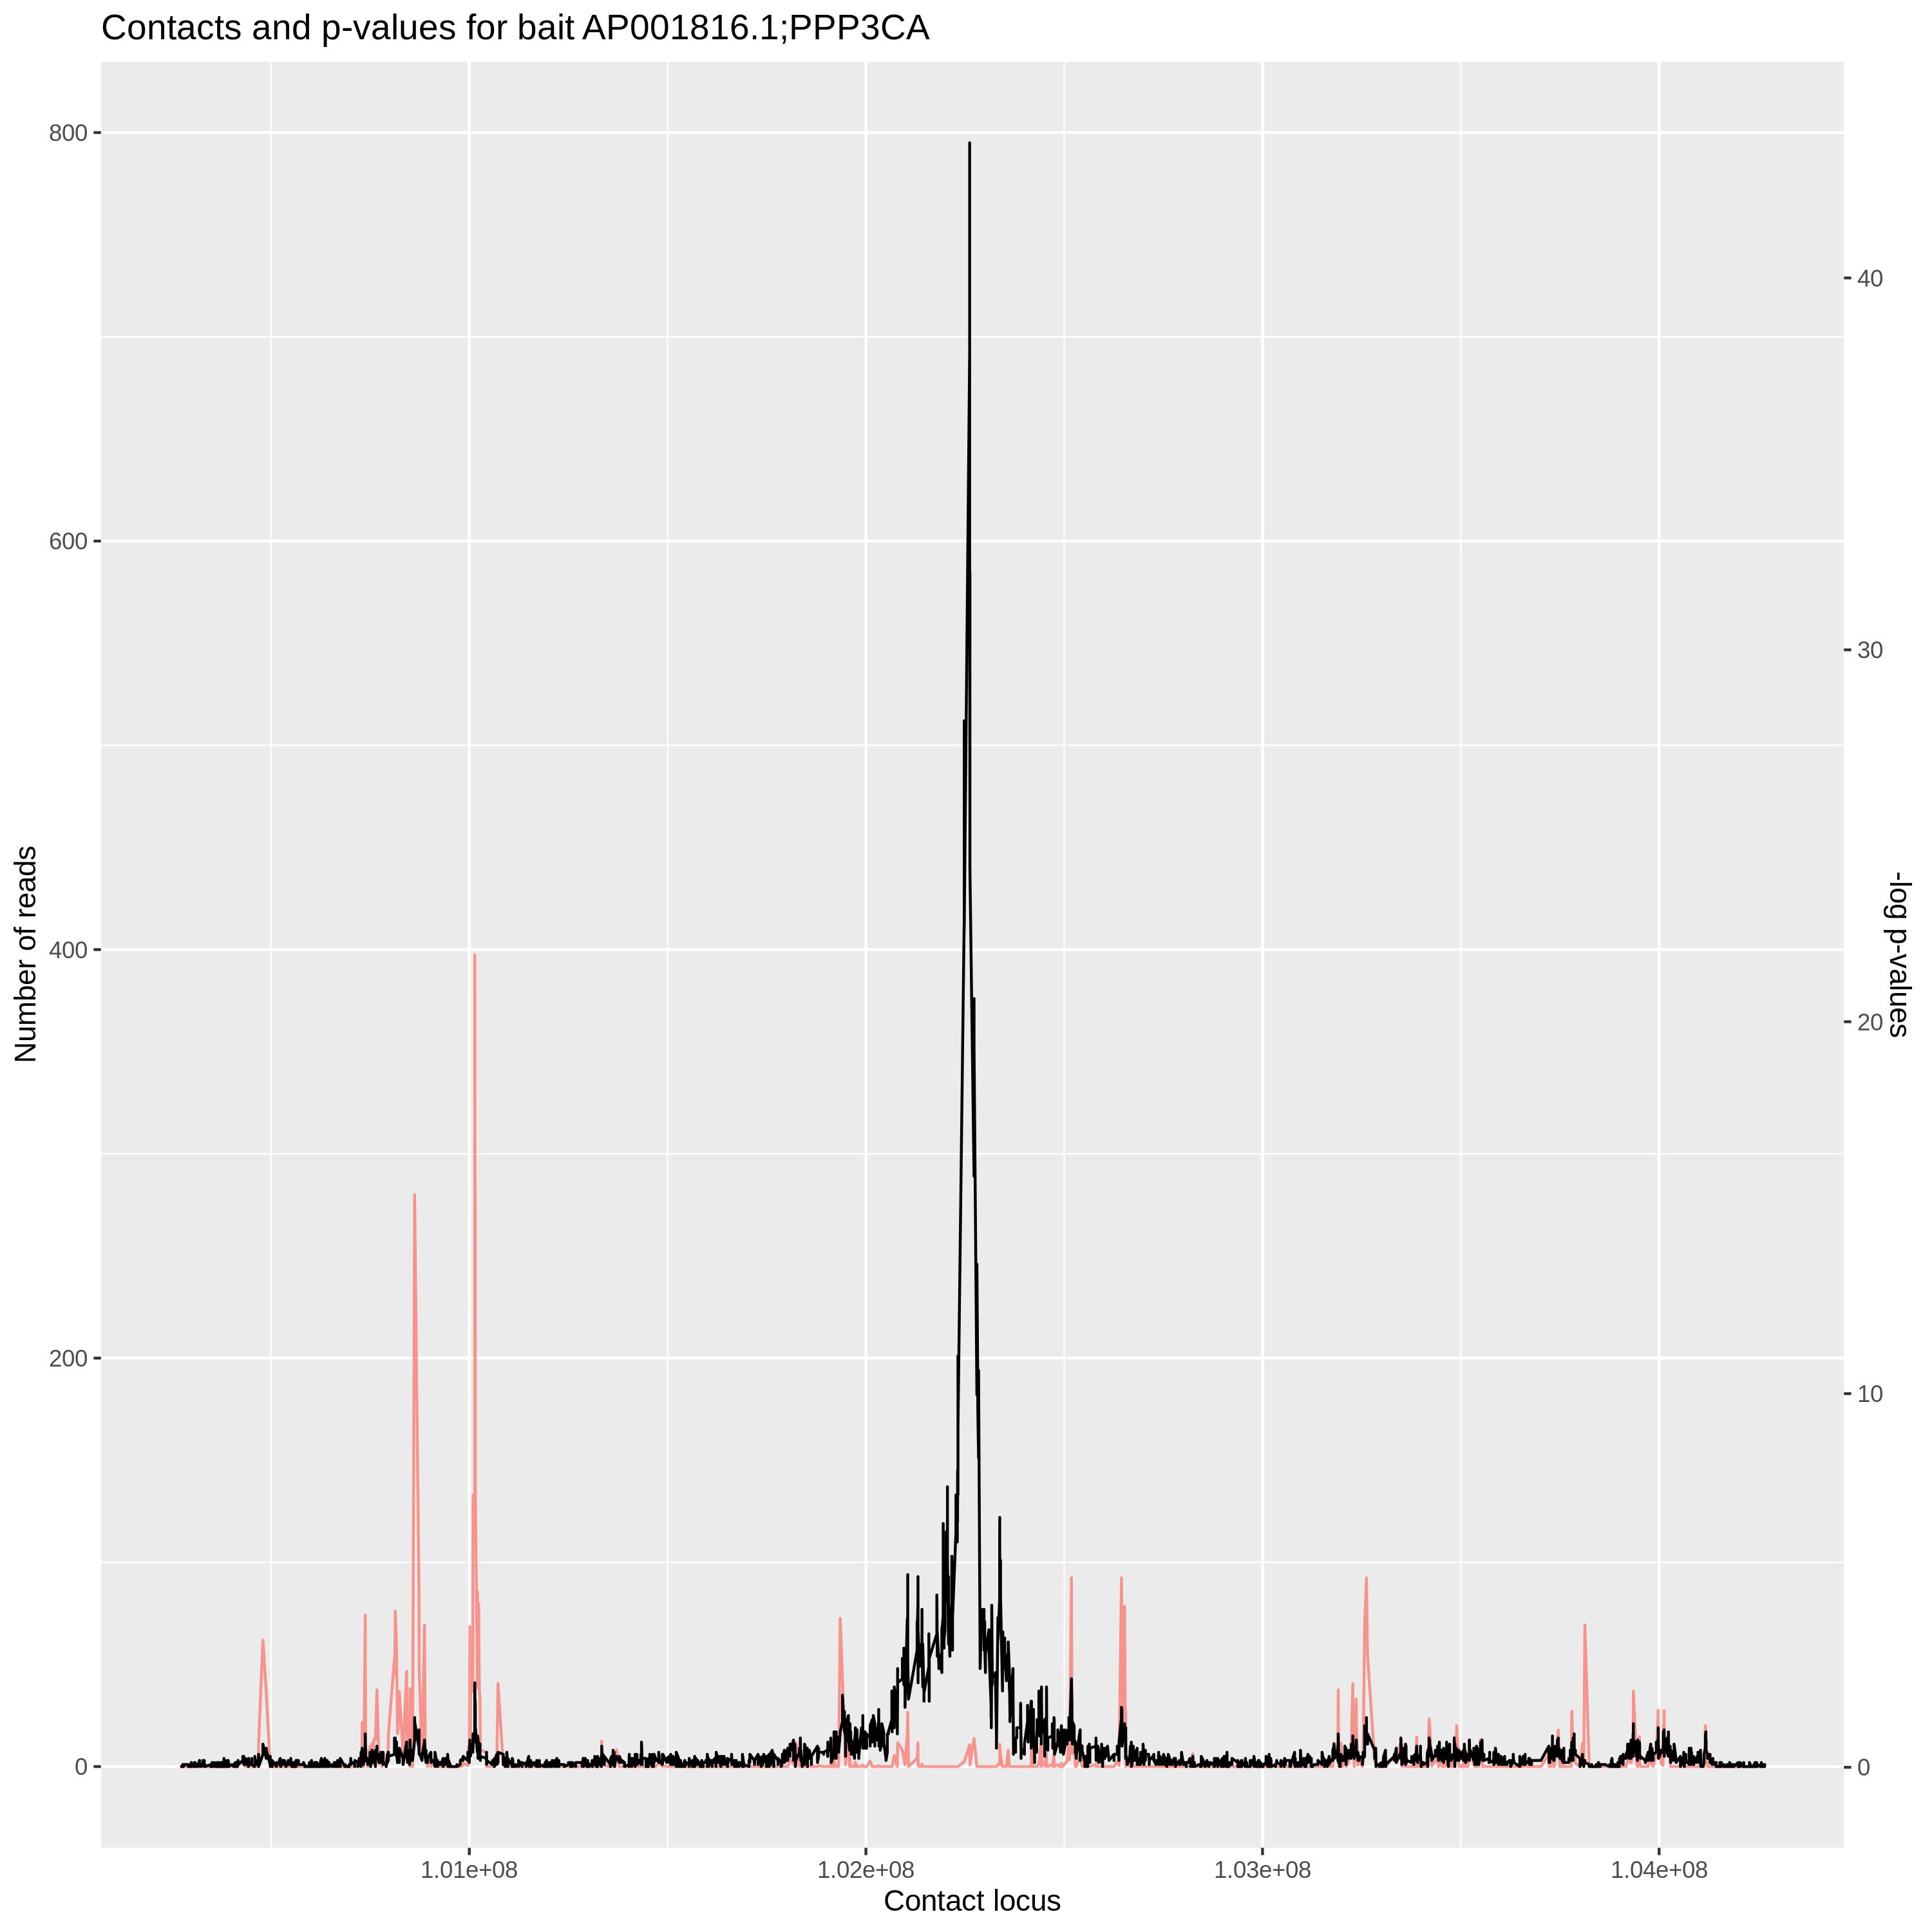 Contacts and p-values for bait AP001816.1;PPP3CA
800
600
400
200
0
Number of reads
40
30
20
10
0
-log p-values
1.01e+08
1.02e+08
1.03e+08
1.04e+08
Contact locus